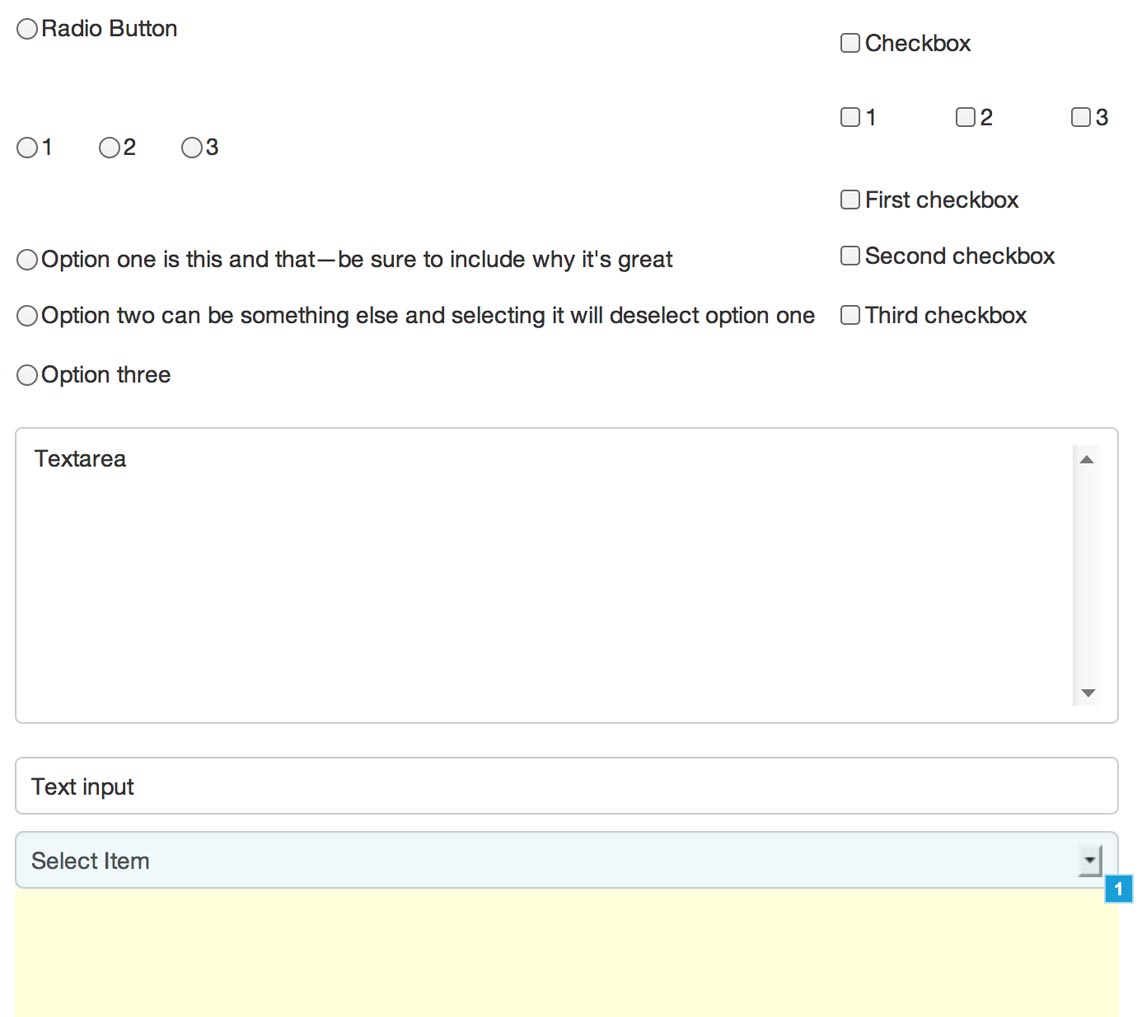 Radio Button
Checkbox
1 2 3
1 2 3
First checkbox
Option one is this and that—be sure to include why it's great
Second checkbox
Option two can be something else and selecting it will deselect option one
Third checkbox
Option three
Textarea
Text input
Select Item
1